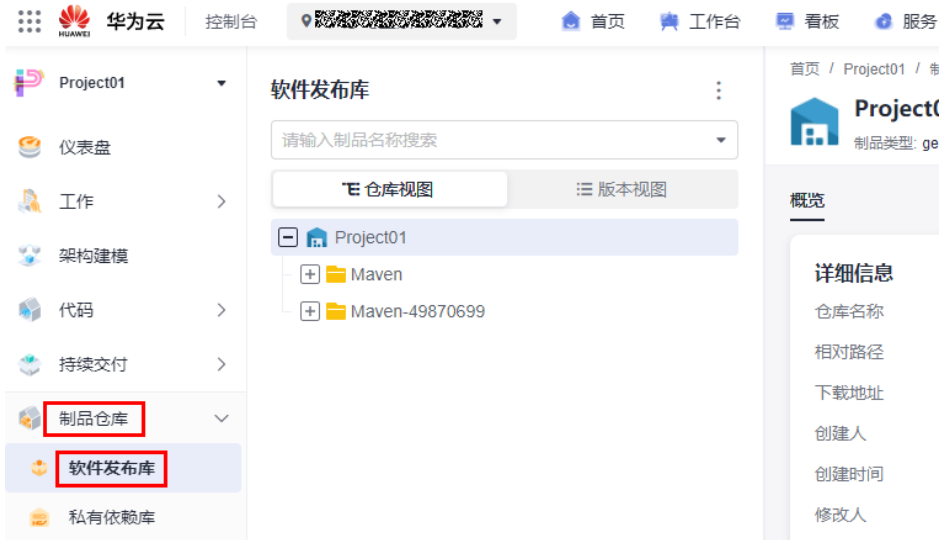 HUAWEI 华为云 控制台 首页 工作台 看板 服务
Project01
仪表盘
工作
架构建模
代码
持续交付
制品仓库
软件发布库
私有依赖库
软件发布库
请输入制品名称搜索
仓库视图 版本视图
Project01
Maven
Maven-49870699
首页 / Project01 /
Project0
制品类型: ge
概览
详细信息
仓库名称
相对路径
下载地址
创建人
创建时间
修改人